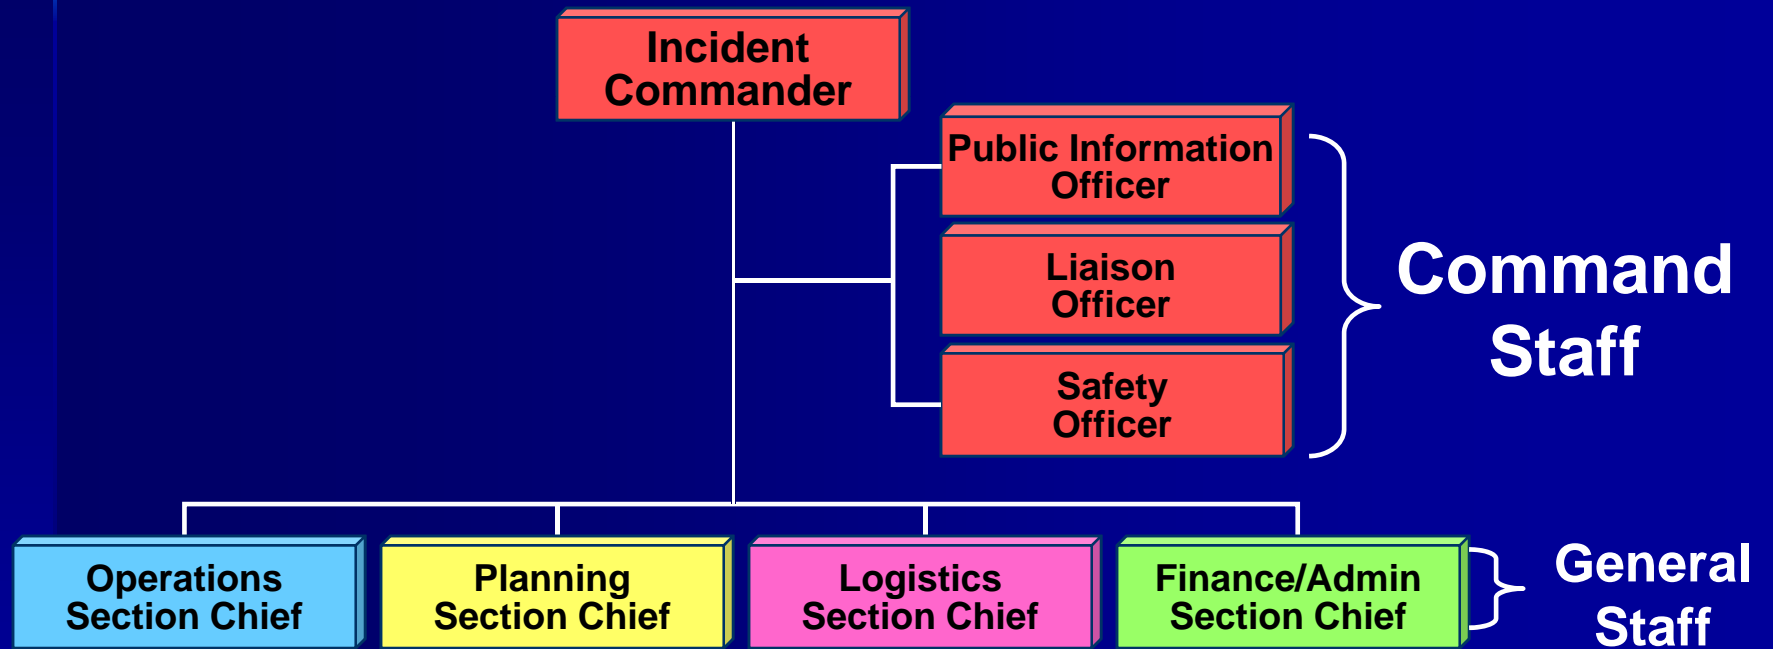 Incident
Commander
Public Information
Officer
Liaison
Officer
Safety
Officer
Command
Staff
Operations
Section Chief
Planning
Section Chief
Logistics
Section Chief
Finance/Admin
Section Chief
General
Staff